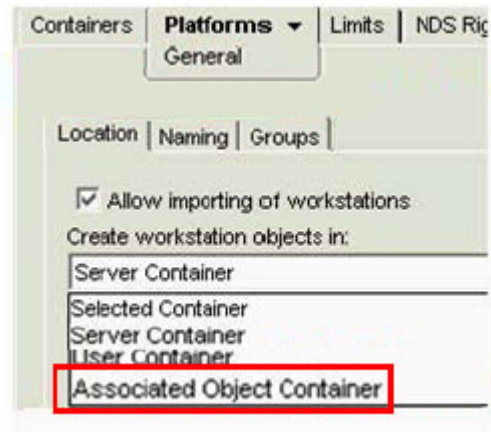 Containers Platforms Limits NDS Rig
General
Location Naming Groups
Allow importing of workstations
Create workstation objects in:
Server Container
Selected Container
Server Container
User Container
Associated Object Container